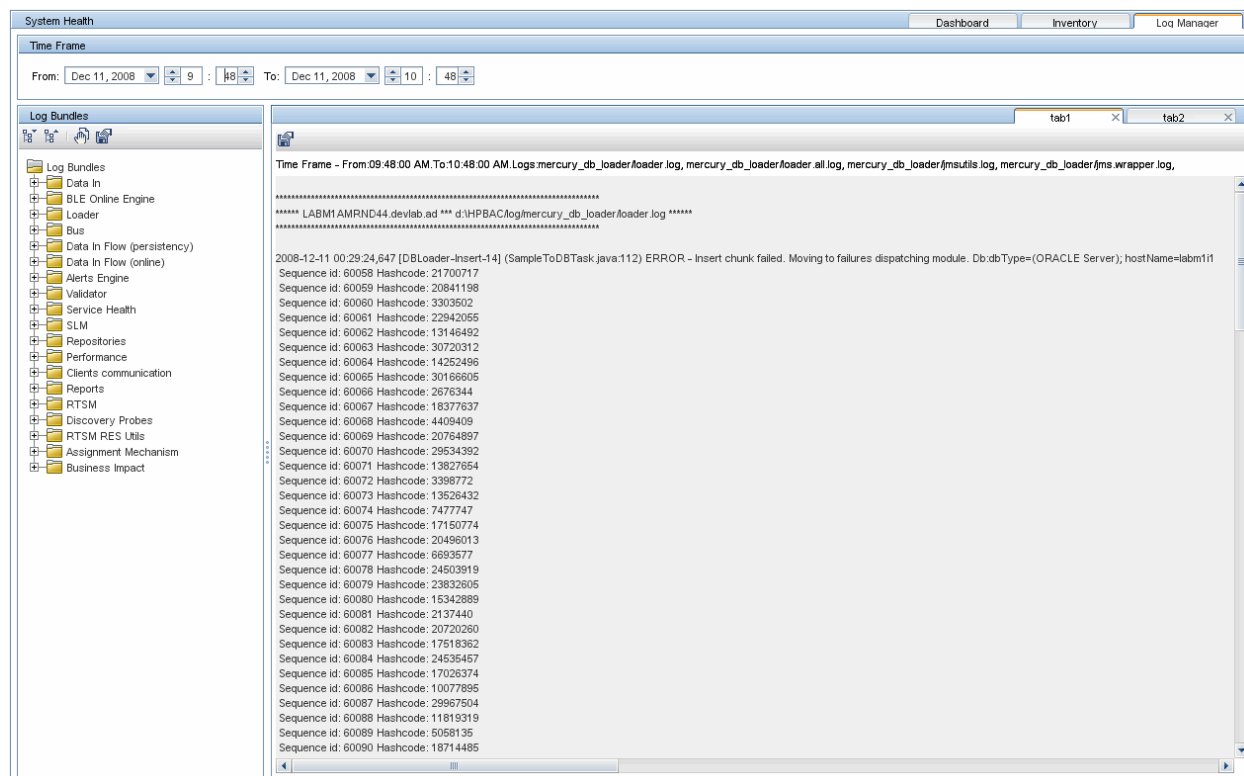 System Health
Dashboard
Inventory
Log Manager
Time Frame
From: Dec 11, 2008 9 : 48 To: Dec 11, 2008 10 : 48
Log Bundles
tab1
tab2
Time Frame - From:09:48:00 AM.To:10:48:00 AM.Logs:mercury_db_loader/loader.log, mercury_db_loader/loader.all.log, mercury_db_loader/jmsutils.log, mercury_db_loader/jms.wrapper.log,
Log Bundles
Data In
BLE Online Engine
Loader
Bus
Data In Flow (persistency)
Data In Flow (online)
Alerts Engine
Validator
Service Health
SLM
Repositories
Performance
Clients communication
Reports
RTSM
Discovery Probes
RTSM RES Utils
Assignment Mechanism
Business Impact
****** LABM1AMRND44.devlab.ad *** d:\HPBAC/log/mercury_db_loader/loader.log ******
2008-12-11 00:29:24,647 [DBLoader-Insert-14] (SampleToDBTask.java:112) ERROR - Insert chunk failed. Moving to failures dispatching module. Db:dbType=(ORACLE Server); hostName=labm1i1
Sequence id: 60058 Hashcode: 21700717
Sequence id: 60059 Hashcode: 20841198
Sequence id: 60060 Hashcode: 3303502
Sequence id: 60061 Hashcode: 22942055
Sequence id: 60062 Hashcode: 13146492
Sequence id: 60063 Hashcode: 30720312
Sequence id: 60064 Hashcode: 14252496
Sequence id: 60065 Hashcode: 30166605
Sequence id: 60066 Hashcode: 2676344
Sequence id: 60067 Hashcode: 18377637
Sequence id: 60068 Hashcode: 4409409
Sequence id: 60069 Hashcode: 20764897
Sequence id: 60070 Hashcode: 29534392
Sequence id: 60071 Hashcode: 13827654
Sequence id: 60072 Hashcode: 3398772
Sequence id: 60073 Hashcode: 13526432
Sequence id: 60074 Hashcode: 7477747
Sequence id: 60075 Hashcode: 17150774
Sequence id: 60076 Hashcode: 20496013
Sequence id: 60077 Hashcode: 6693577
Sequence id: 60078 Hashcode: 24503919
Sequence id: 60079 Hashcode: 23832605
Sequence id: 60080 Hashcode: 15342889
Sequence id: 60081 Hashcode: 2137440
Sequence id: 60082 Hashcode: 20720260
Sequence id: 60083 Hashcode: 17518362
Sequence id: 60084 Hashcode: 24535457
Sequence id: 60085 Hashcode: 17026374
Sequence id: 60086 Hashcode: 10077895
Sequence id: 60087 Hashcode: 29967504
Sequence id: 60088 Hashcode: 11819319
Sequence id: 60089 Hashcode: 5058135
Sequence id: 60090 Hashcode: 18714485